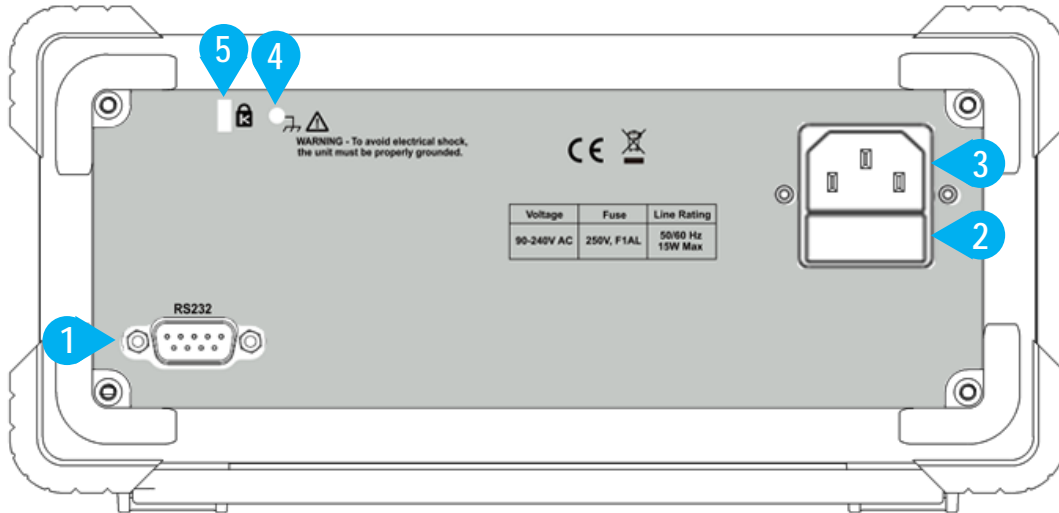 5
4
K
WARNING - To avoid electrical shock,
the unit must be properly grounded.
CE
3
Voltage Fuse Line Rating
90-240V AC 250V, F1AL 50/60 Hz
15W Max
2
RS232
1